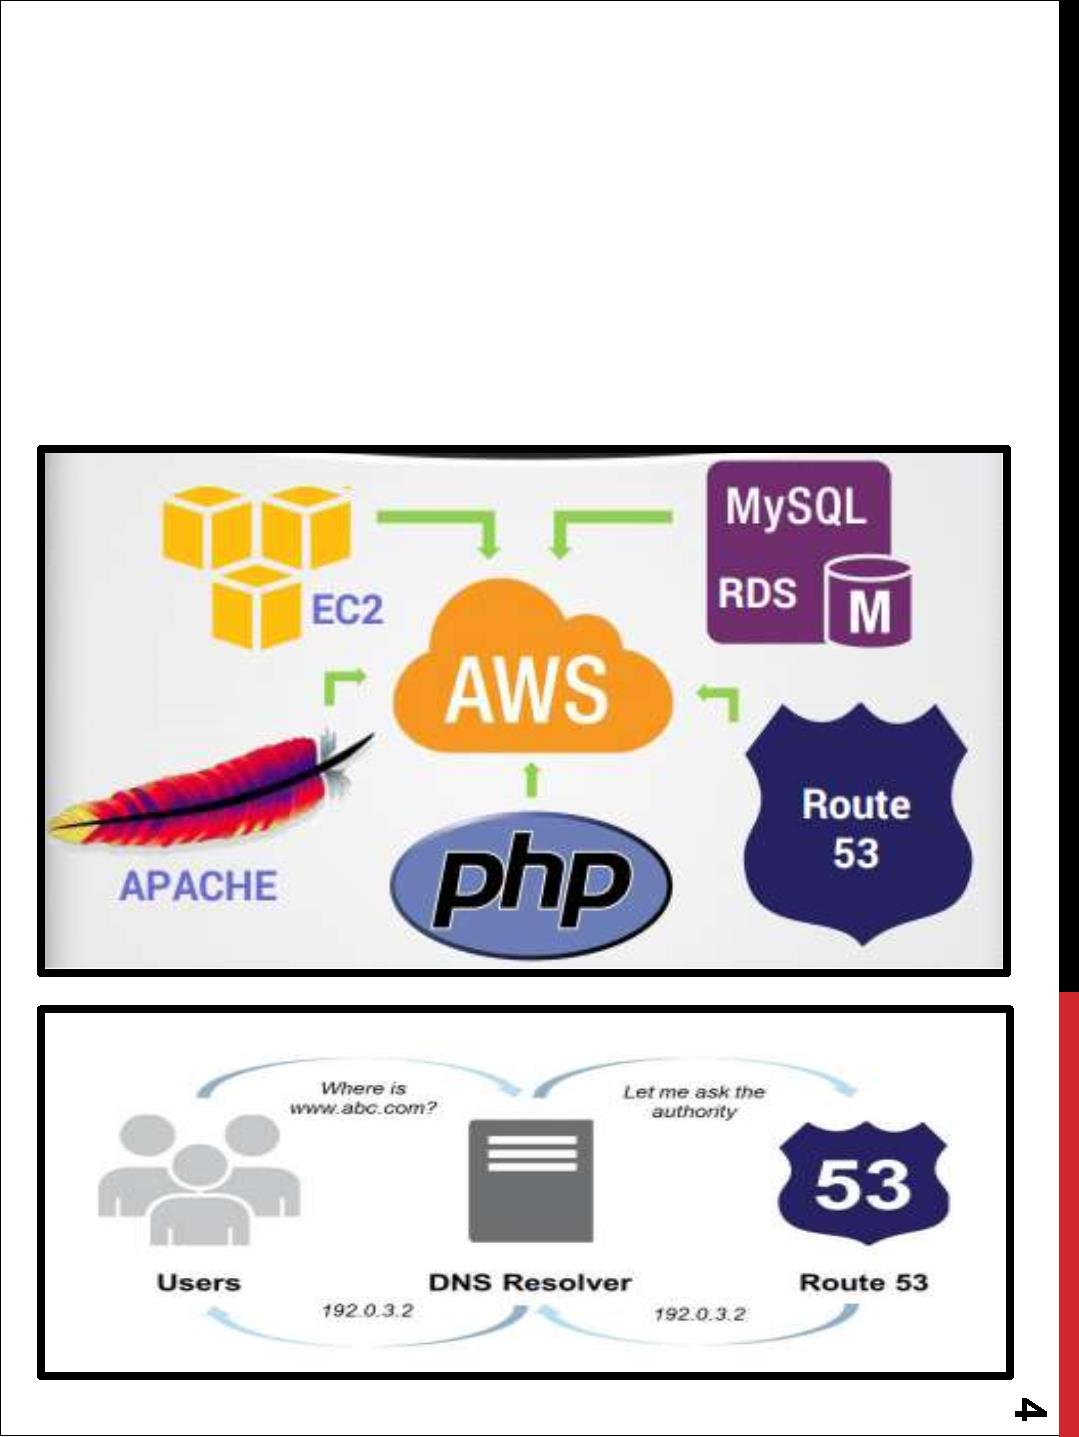 MySQL
RDS
M
EC2
AWS
Route
53
APACHE
php
Where is
www.abc.com?
Let me ask the
authority
53
Users
DNS Resolver
Route 53
192.0.3.2
192.0.3.2
4